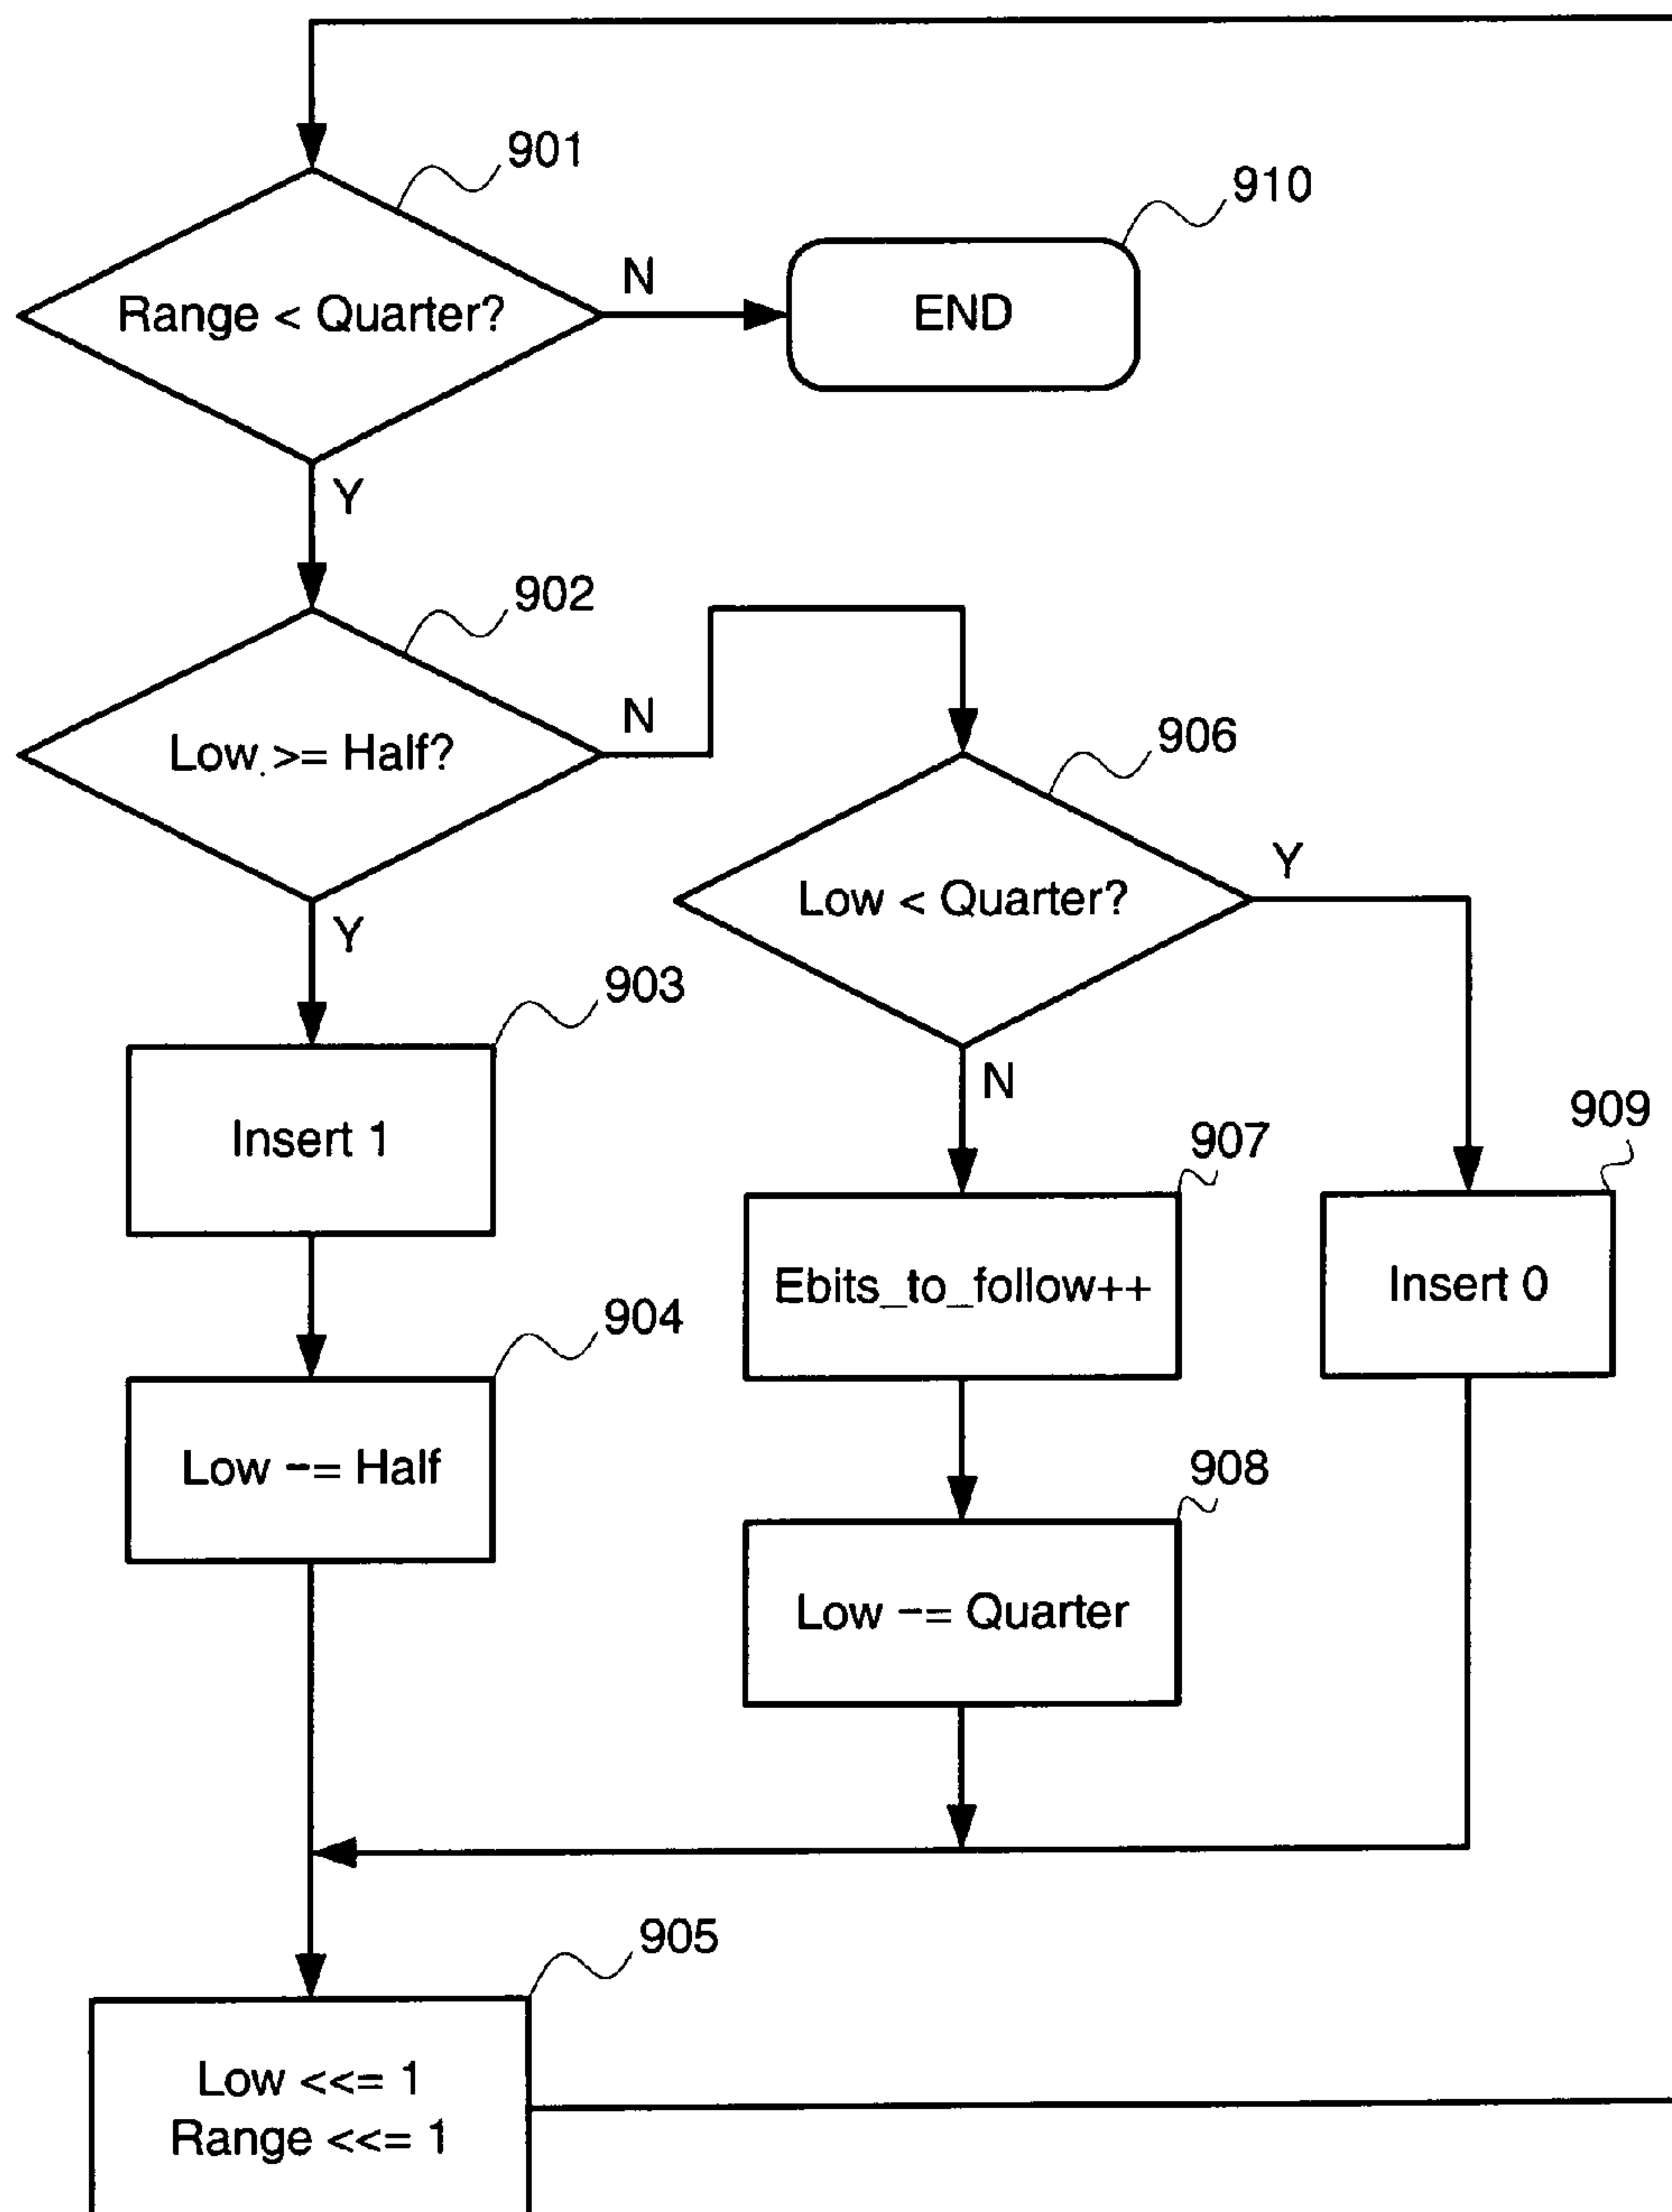 901
910
Range < Quarter?
N
END
Y
902
Low >= Half?
N
906
Low < Quarter?
Y
Y
903
N
Insert 1
907
909
Ebits_to_follow++
Insert 0
904
Low -= Half
908
Low -= Quarter
905
Low <<= 1
Range <<= 1